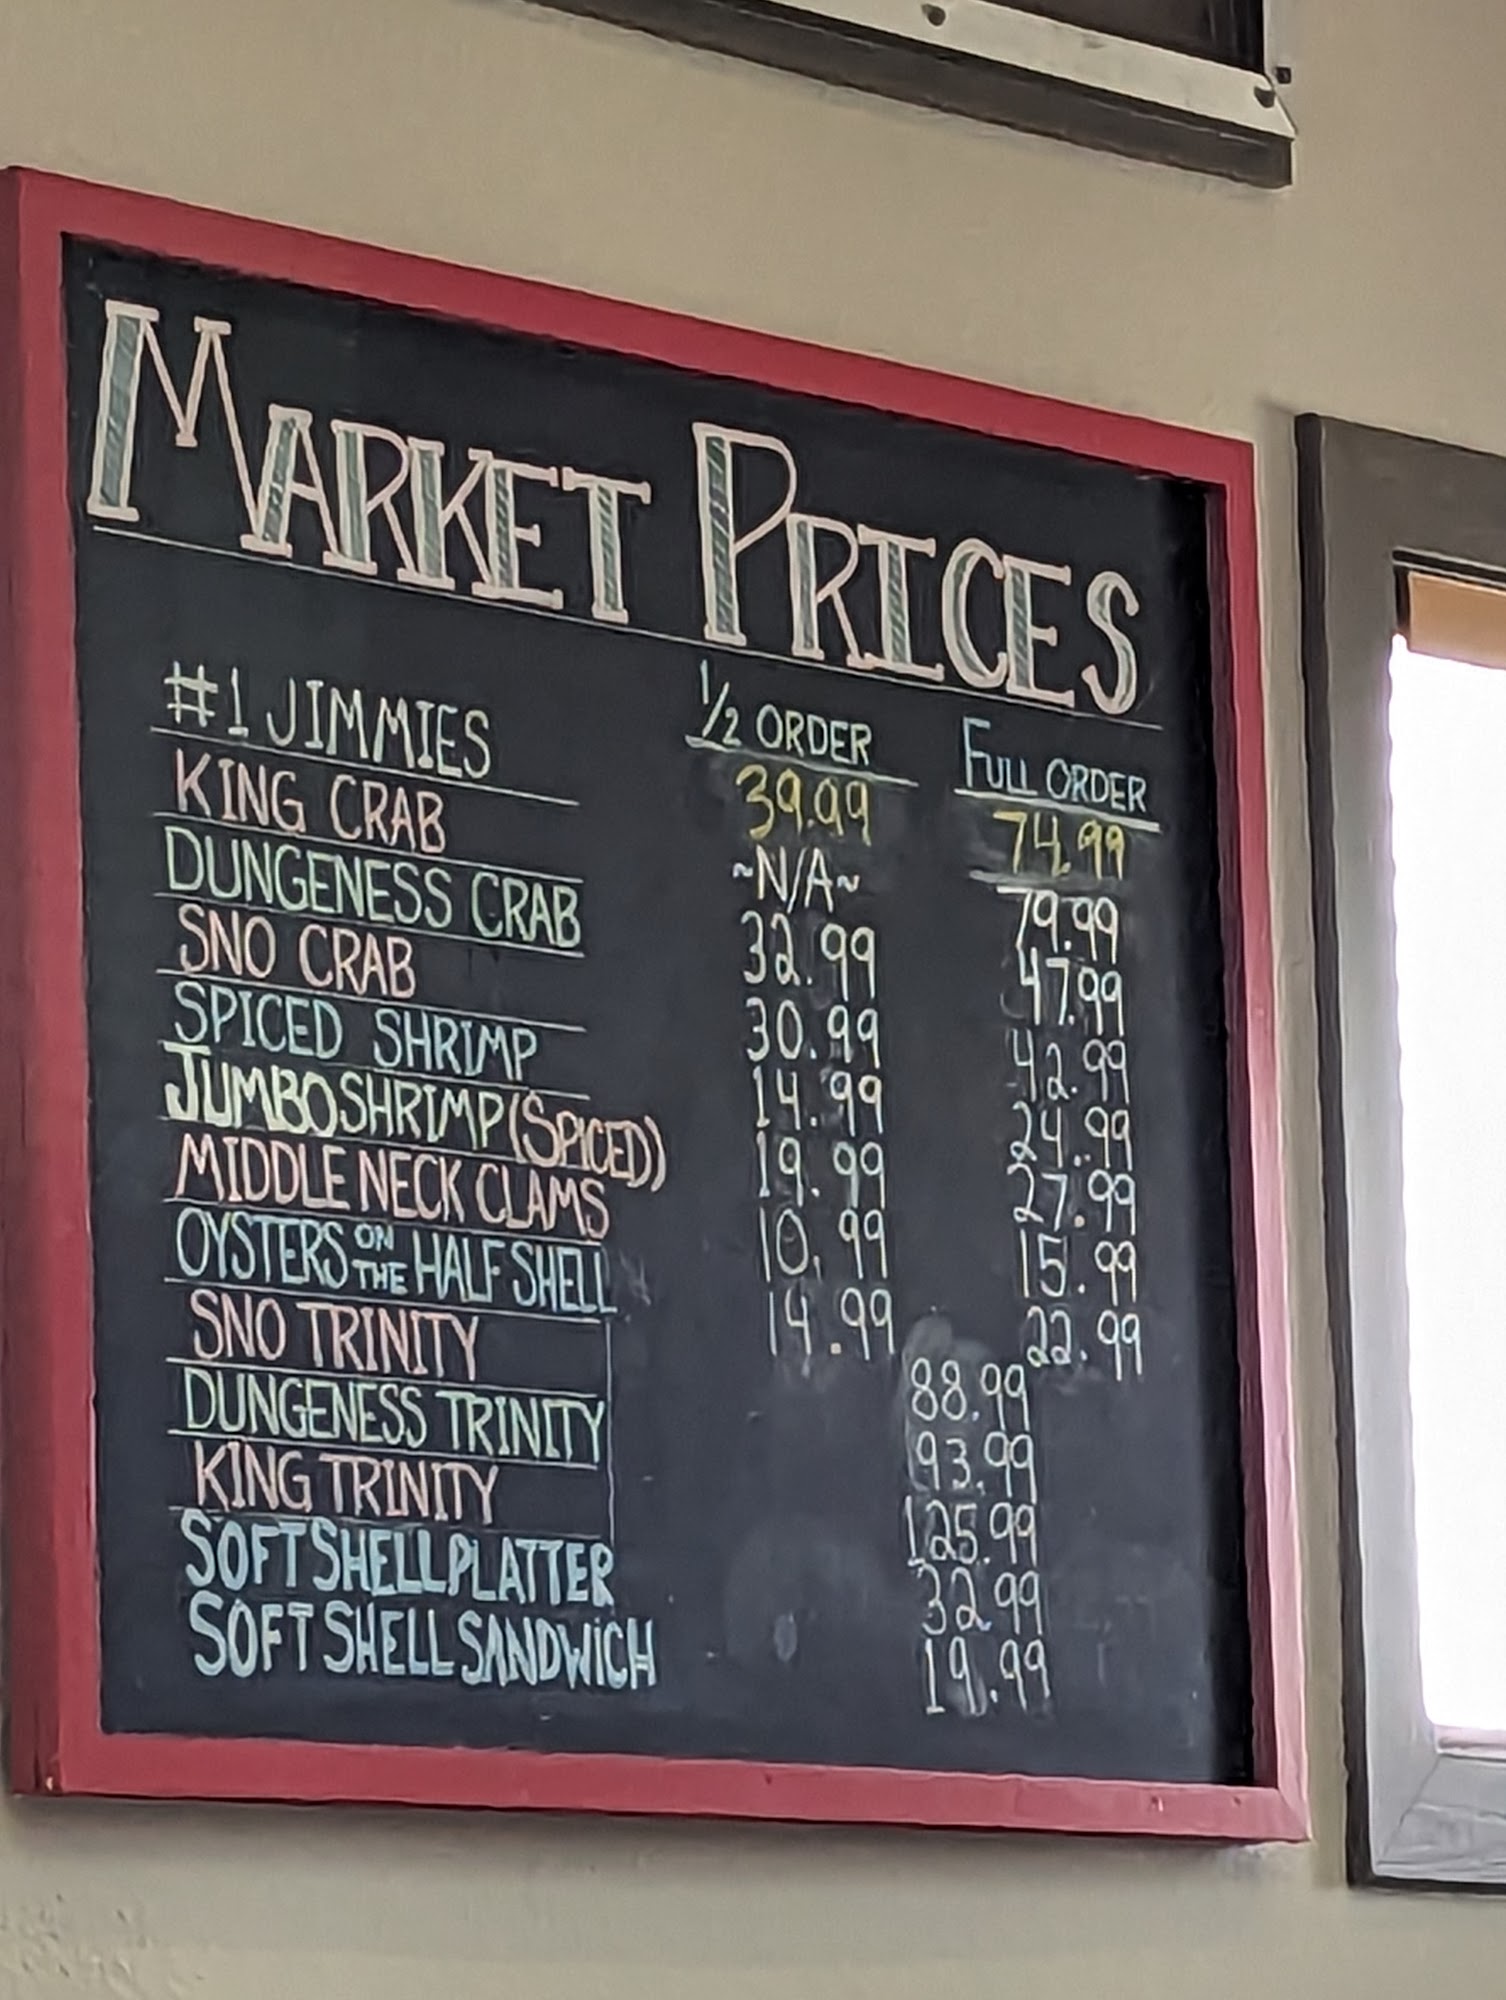 MARKET PRICES
1/2 ORDER FULL ORDER
#1 JIMMIES 39.99 74.99
KING CRAB ~N/A~ 79.99
DUNGENESS CRAB 32.99 47.99
SNO CRAB 30.99 42.99
SPICED SHRIMP 14.99 24.99
JUMBO SHRIMP (SPICED)) 19.99 27.99
MIDDLE NECK CLAMS 10.99 15.99
OYSTERS ON THE HALF SHELL 14.99 22.99
SNO TRINITY 88.99
DUNGENESS TRINITY 93.99
KING TRINITY 125.99
SOFT SHELL PLATTER 32.99
SOFT SHELL SANDWiCH 19.99